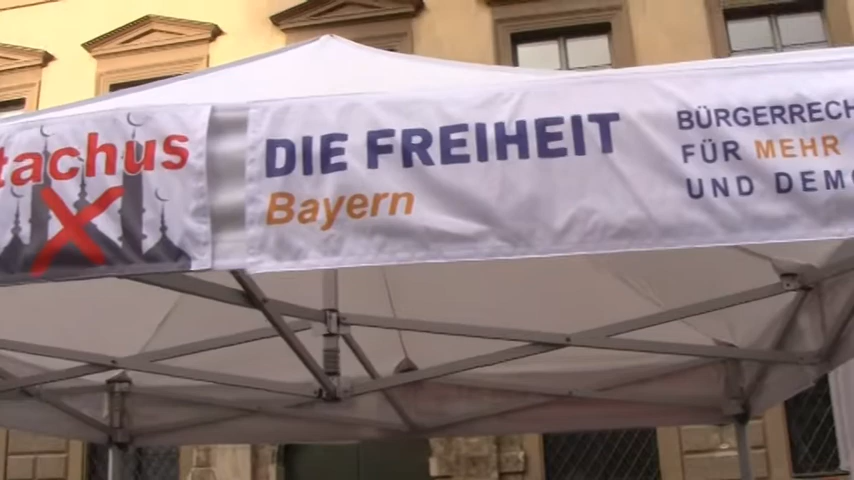 tachus
DIE FREIHEIT
Bayern
BÜRGERRECH
FÜR MEHR
UND DEMO